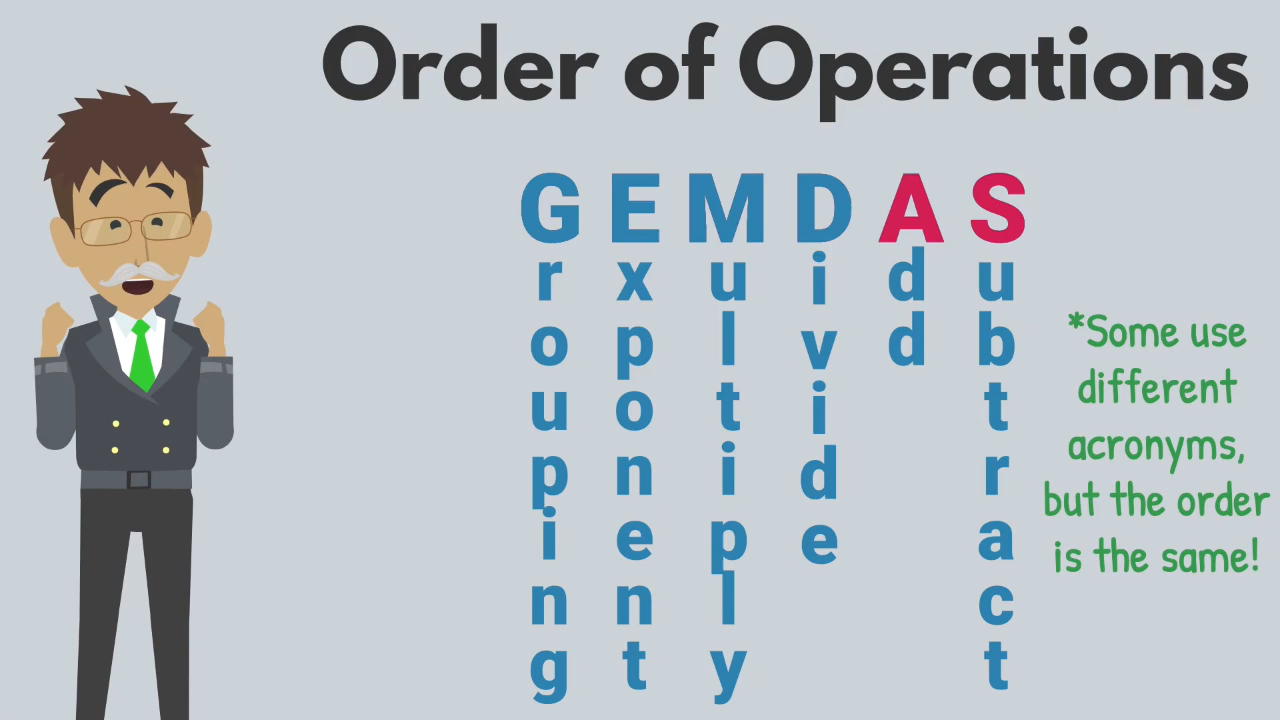 Order of Operations
GEMDAS
Grouping
Exponent
Multiply
Divide
Add
Subtract
*Some use
different
acronyms,
but the order
is the same!